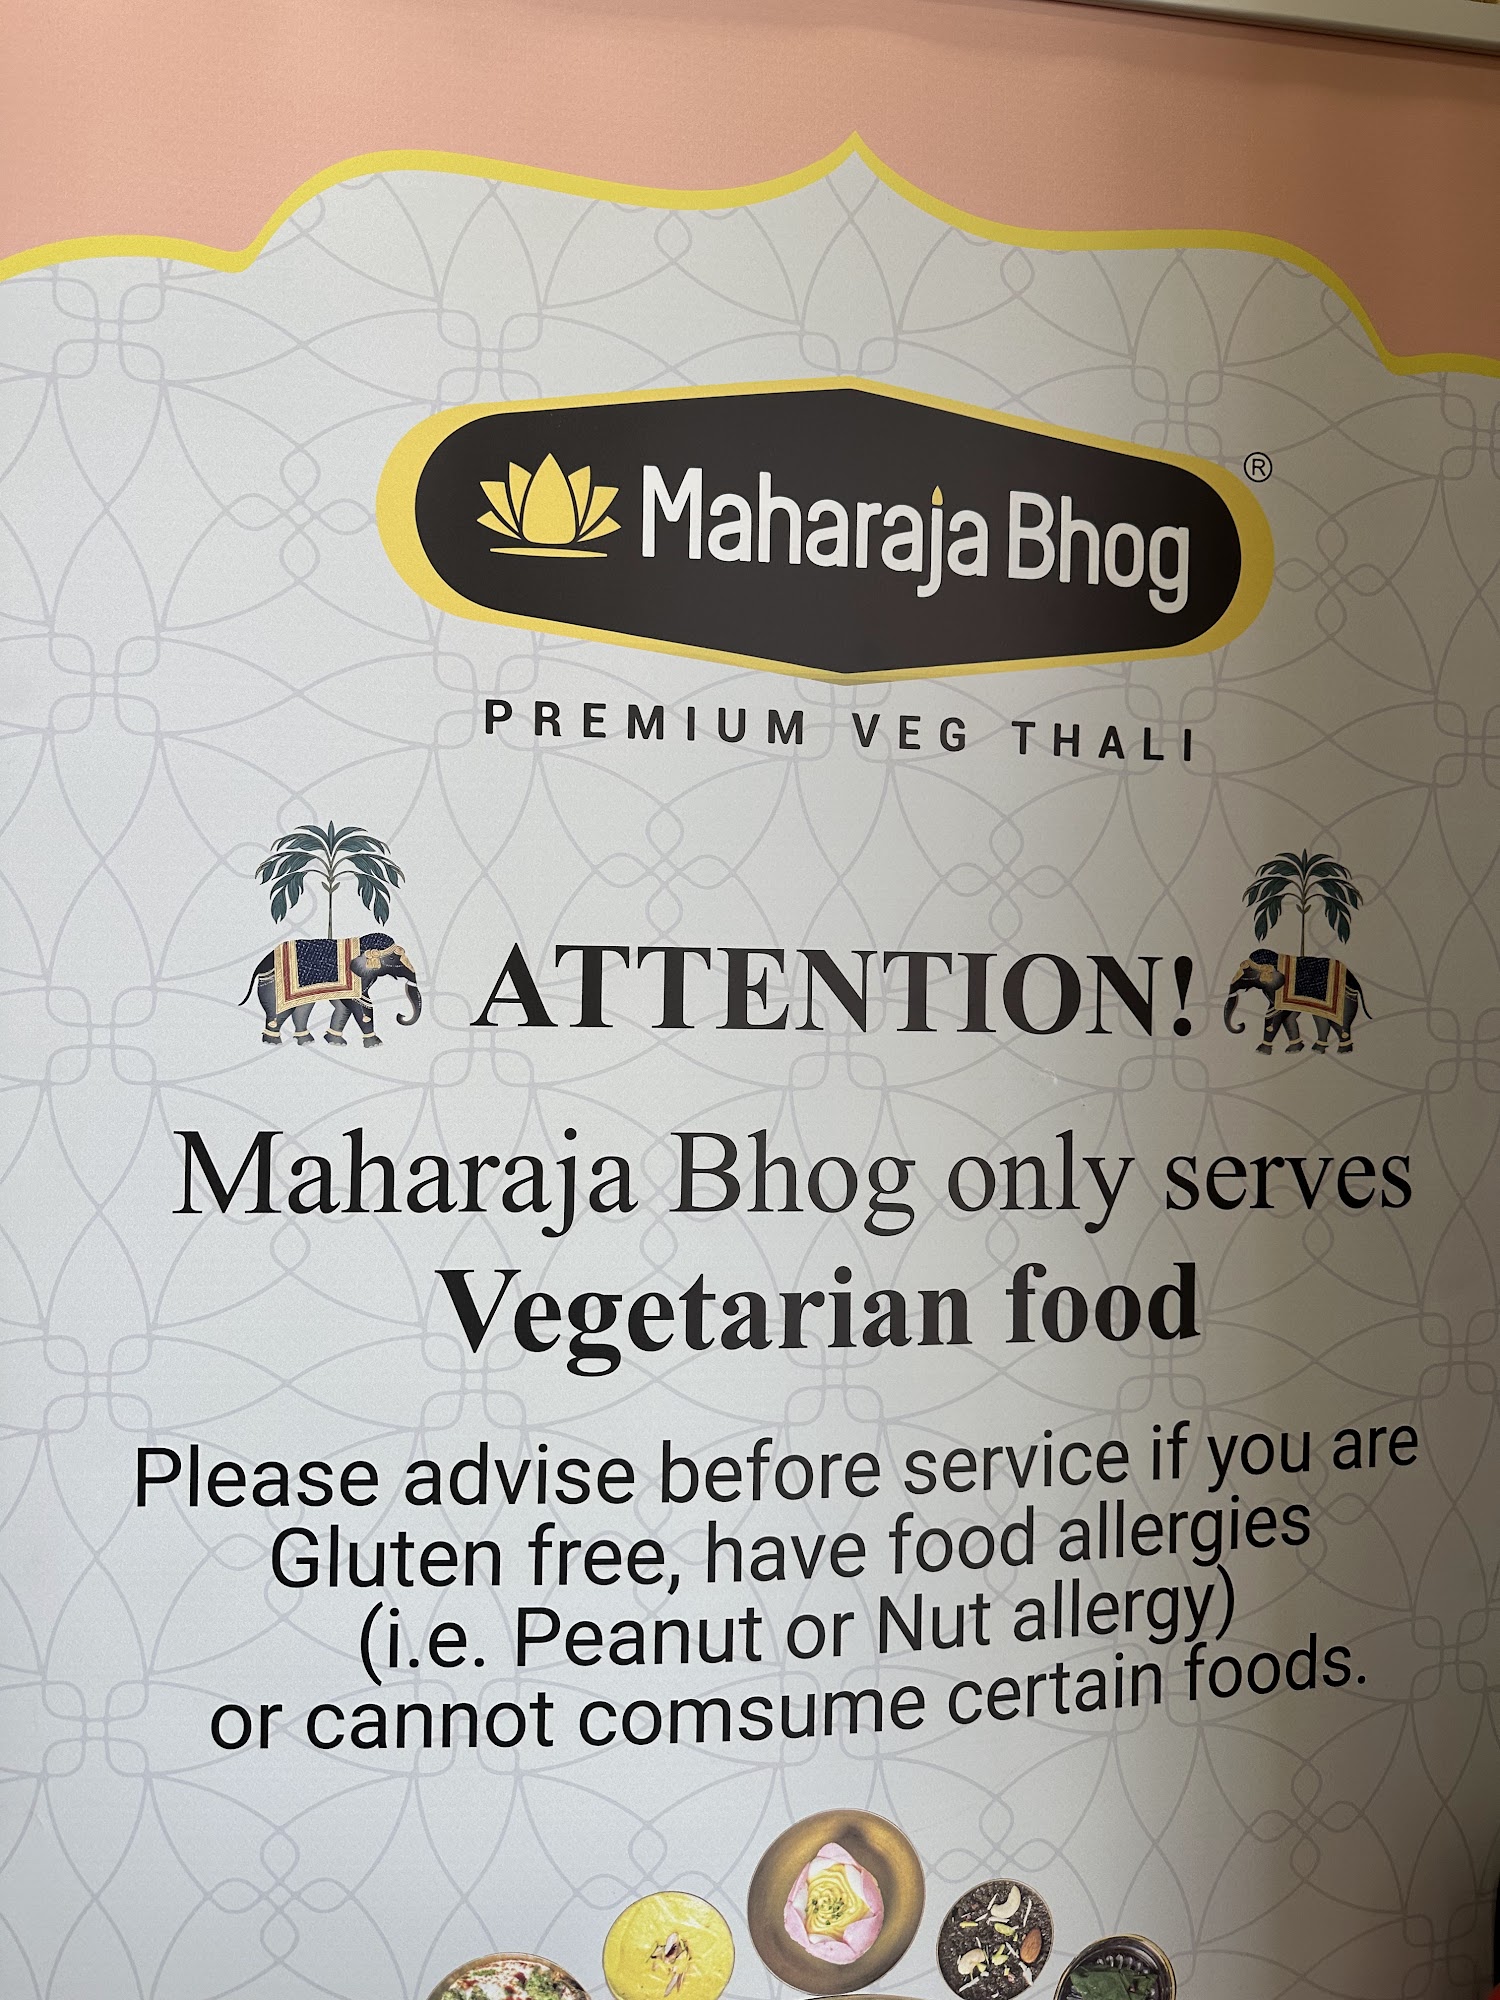 Maharaja Bhog ®
PREMIUM VEG THALI
ATTENTION!
Maharaja Bhog only serves
Vegetarian food
Please advise before service if you are
Gluten free, have food allergies
(i.e. Peanut or Nut allergy)
or cannot comsume certain foods.